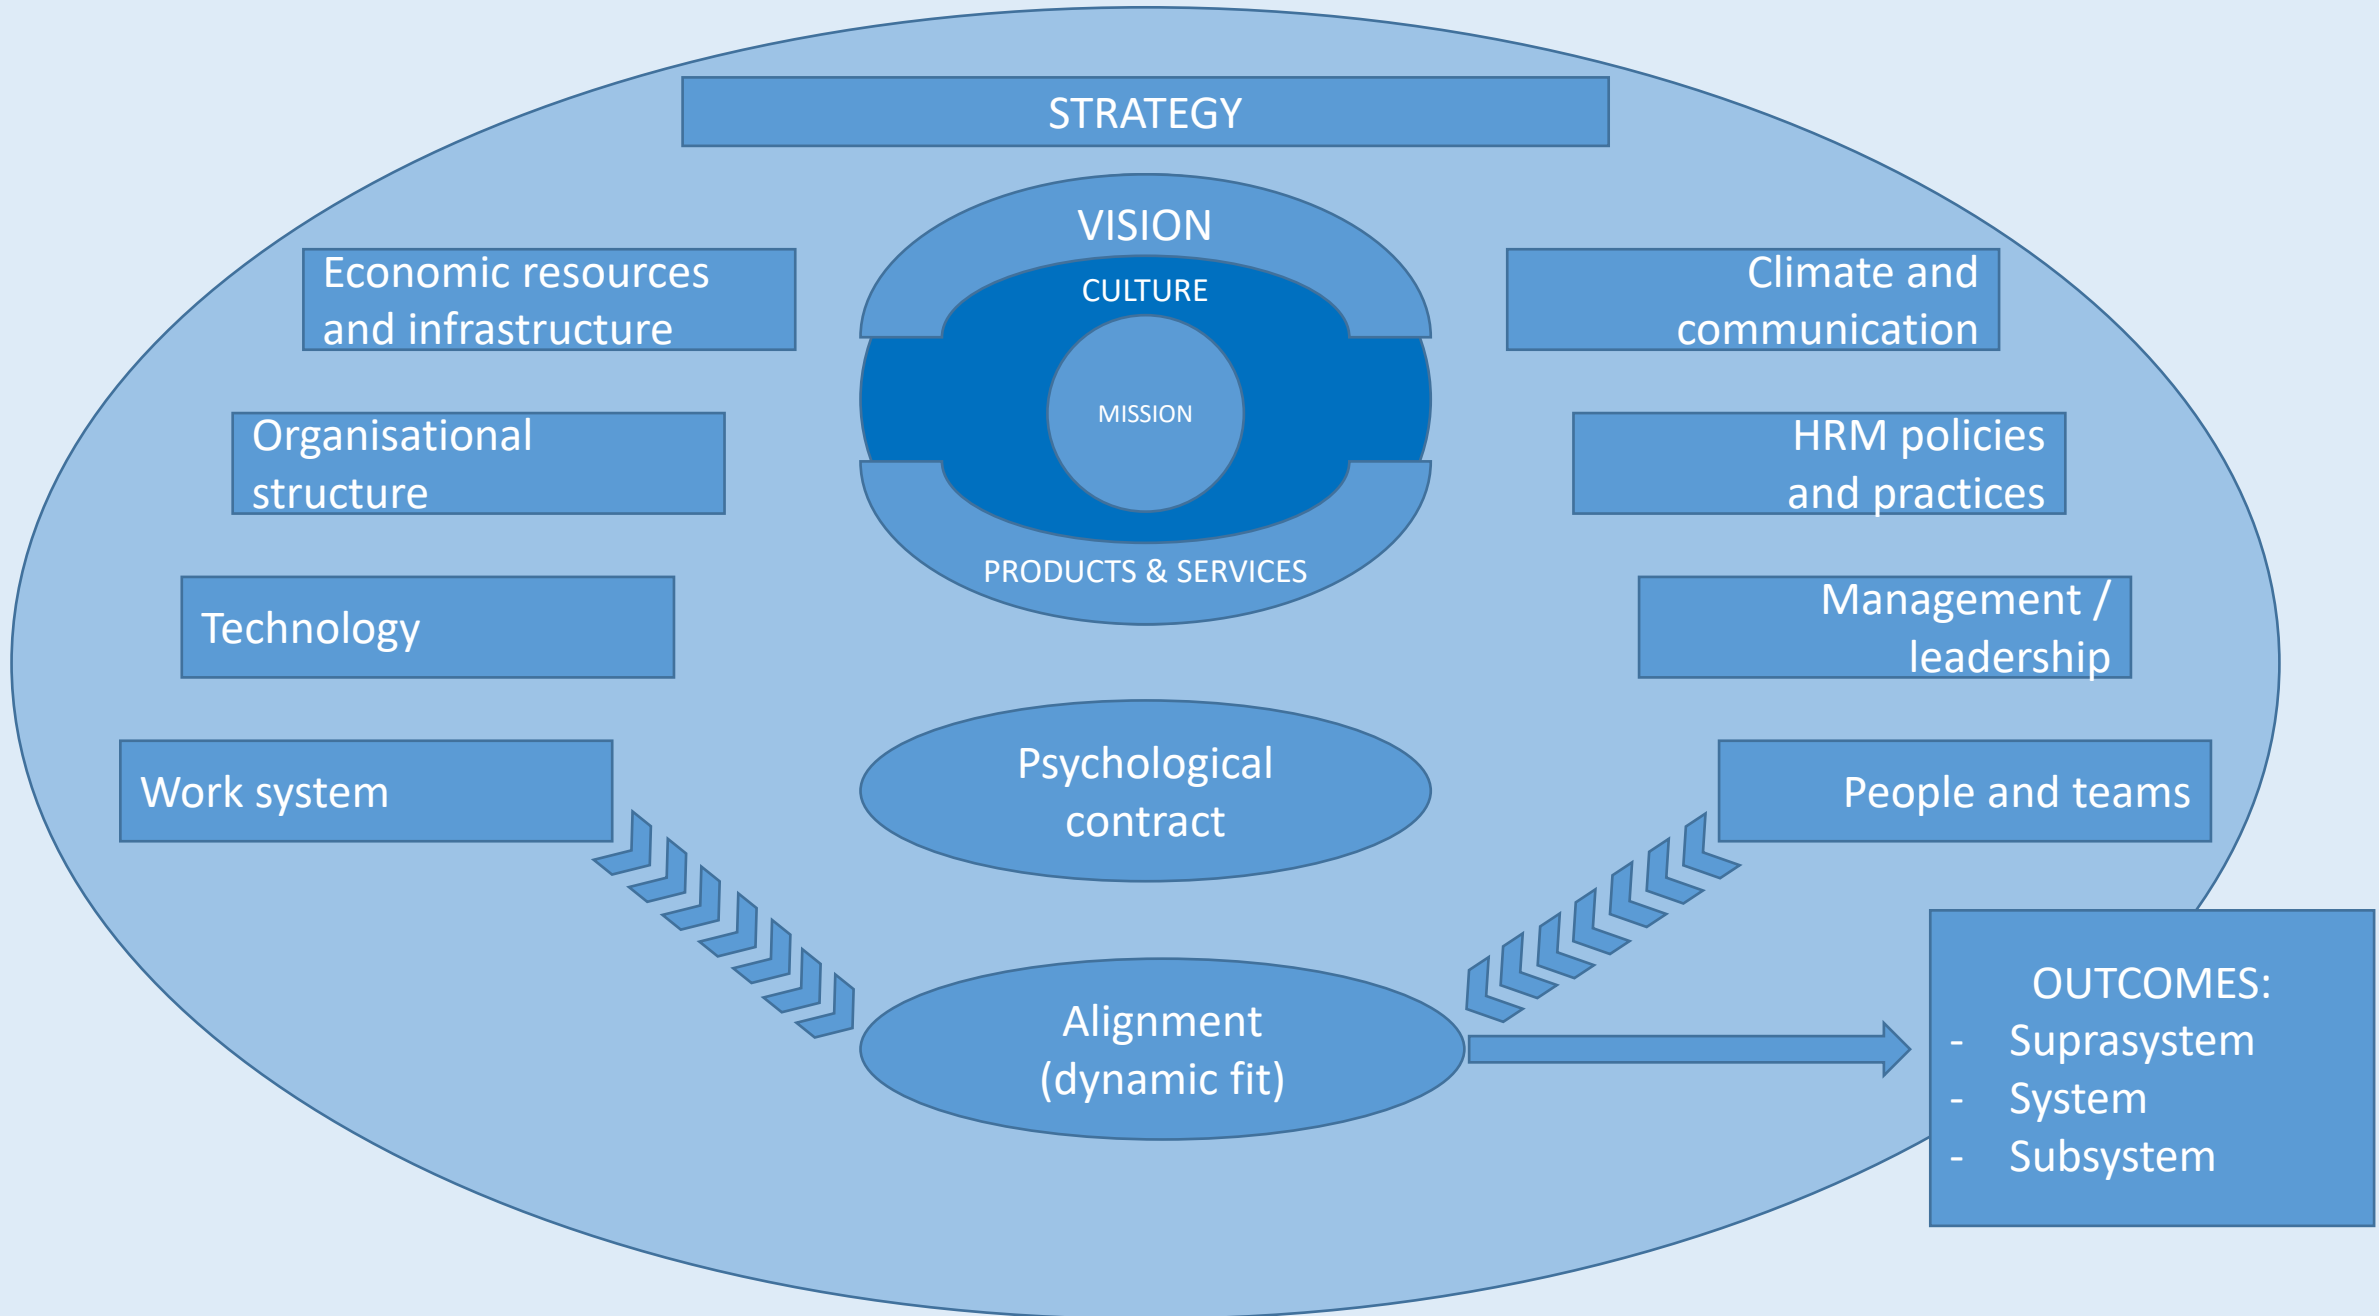 STRATEGY
VISION
CULTURE
MISSION
PRODUCTS & SERVICES
Economic resources
and infrastructure
Organisational
structure
Technology
Work system
Climate and
communication
HRM policies
and practices
Management /
leadership
People and teams
Psychological
contract
Alignment
(dynamic fit)
OUTCOMES:
- Suprasystem
- System
- Subsystem